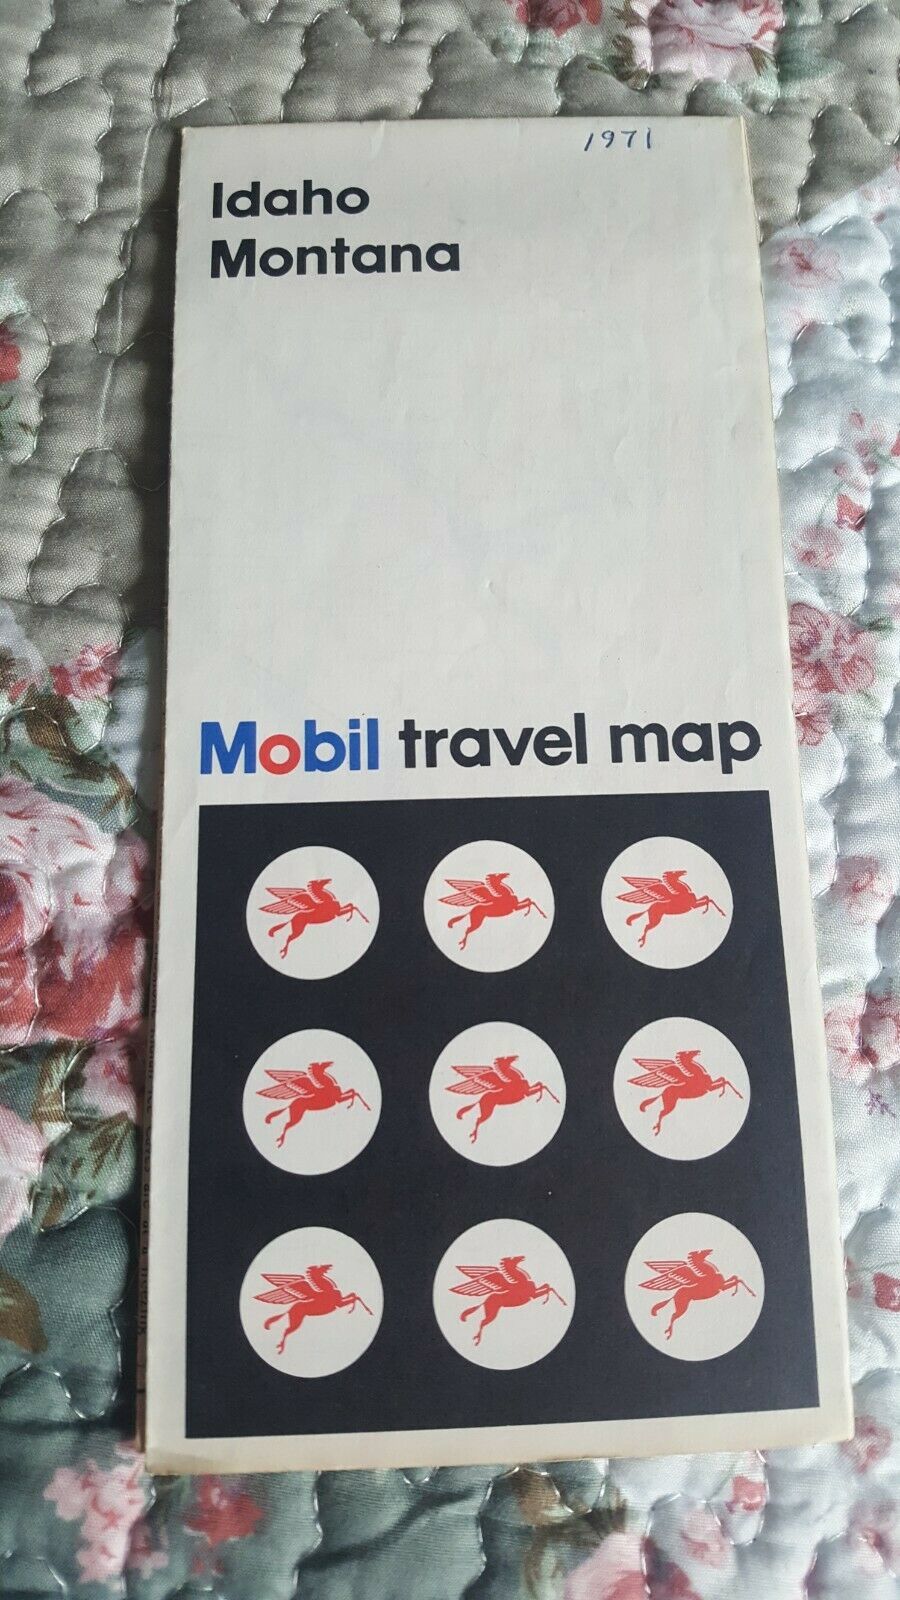 1971
Idaho
Montana
Mobil travel map